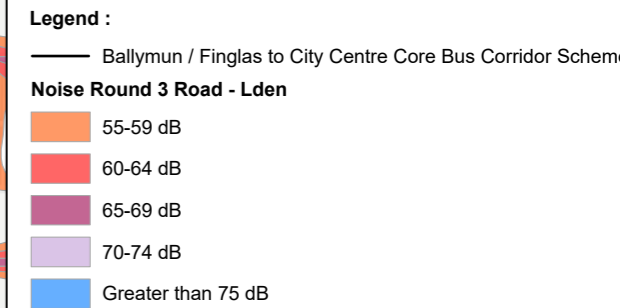 Legend :
Ballymun / Finglas to City Centre Core Bus Corridor Scheme
Noise Round 3 Road - Lden
55-59 dB
60-64 dB
65-69 dB
70-74 dB
Greater than 75 dB